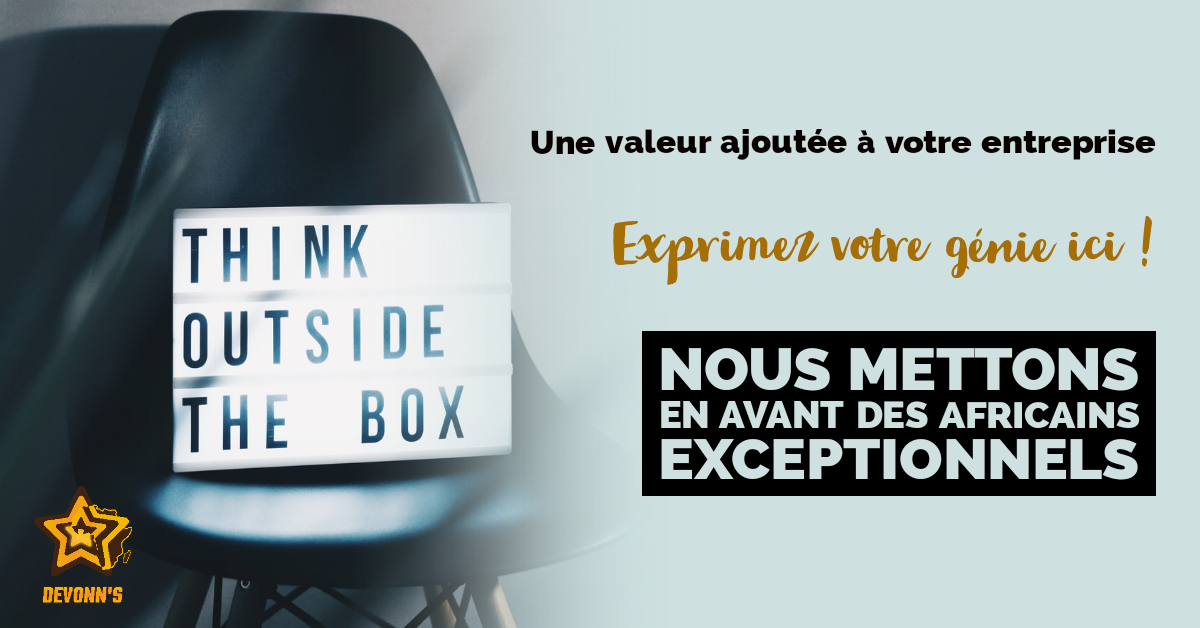 Une valeur ajoutée à votre entreprise
Exprimez votre génie ici !
NOUS METTONS
EN AVANT DES AFRICAINS
EXCEPTIONNELS
THINK
OUTSIDE
THE BOX
DEVONN'S